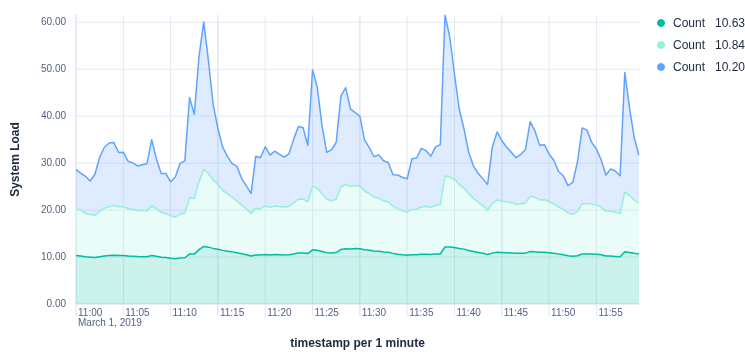 60.00
50.00
40.00
30.00
20.00
10.00
0.00
System Load
11:00 11:05 11:10 11:15 11:20 11:25 11:30 11:35 11:40 11:45 11:50 11:55
March 1, 2019
timestamp per 1 minute
Count 10.63
Count 10.84
Count 10.20